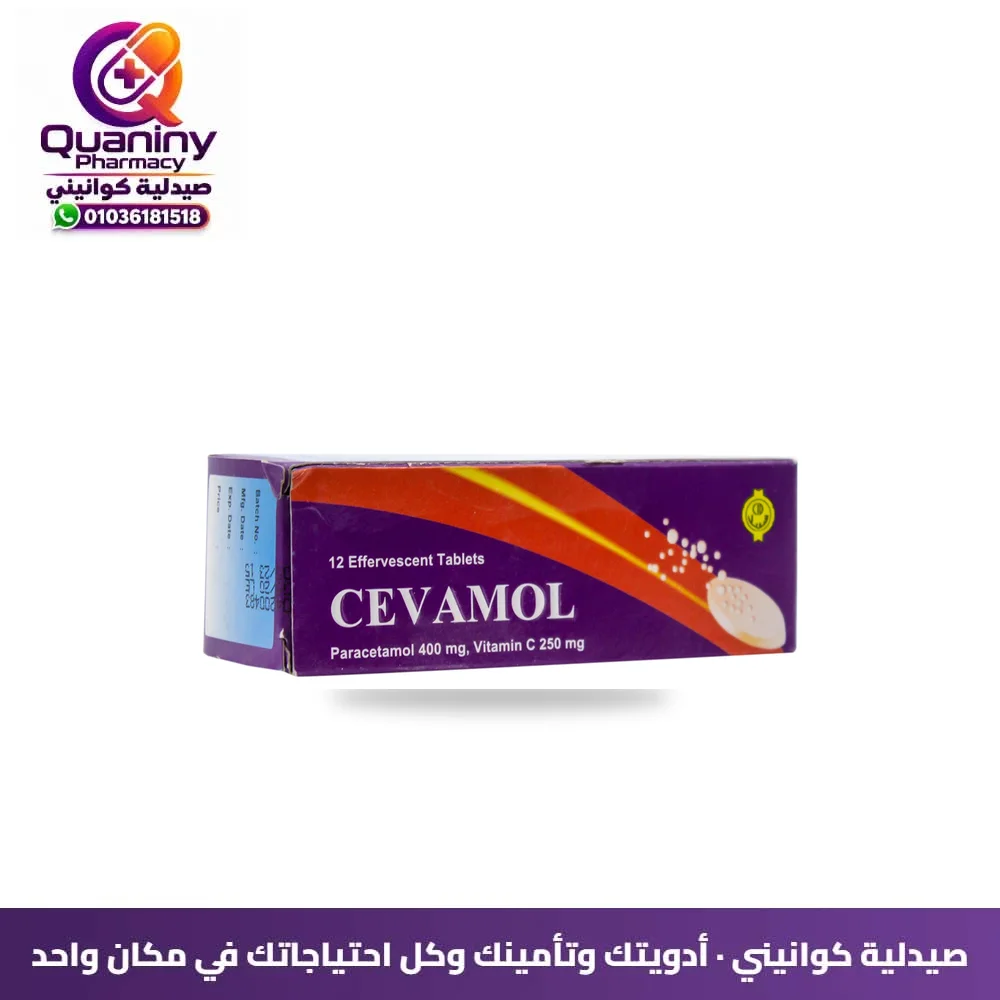 Quaniny
Pharmacy
صيدلية كوانيني
01036181518
12 Effervescent Tablets
CEVAMOL
Paracetamol 400 mg, Vitamin C 250 mg
Batch No. :
Mfg. Date :
Exp. Date :
Price :
صيدلية كوانيني · أدويتك وتأمينك وكل احتياجاتك في مكان واحد